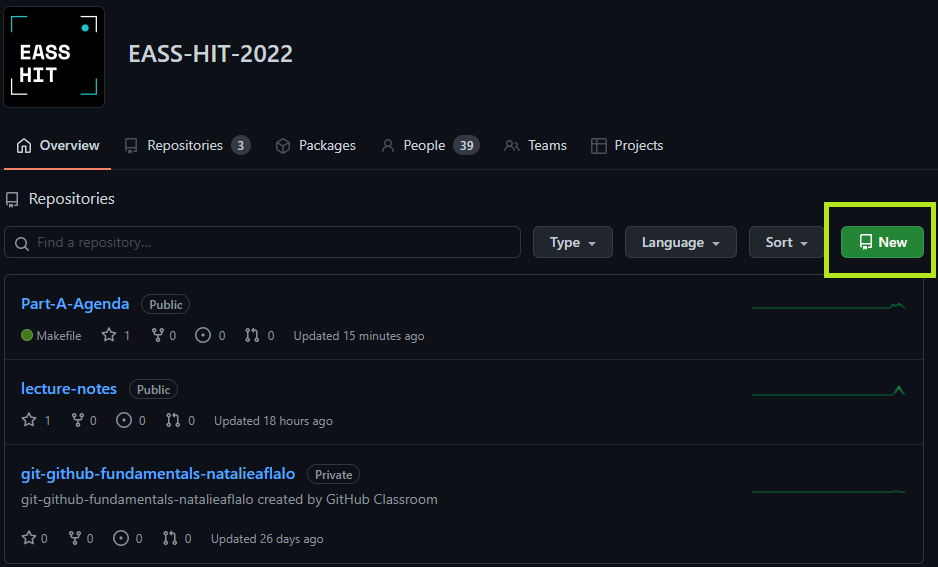 EASS
HIT
EASS-HIT-2022
Overview Repositories 3 Packages People 39 Teams Projects
Repositories
Find a repository... Type Language Sort New
Part-A-Agenda Public
Makefile 1 0 0 0 Updated 15 minutes ago
lecture-notes Public
1 0 0 0 Updated 18 hours ago
git-github-fundamentals-natalieaflalo Private
git-github-fundamentals-natalieaflalo created by GitHub Classroom
0 0 0 0 Updated 26 days ago